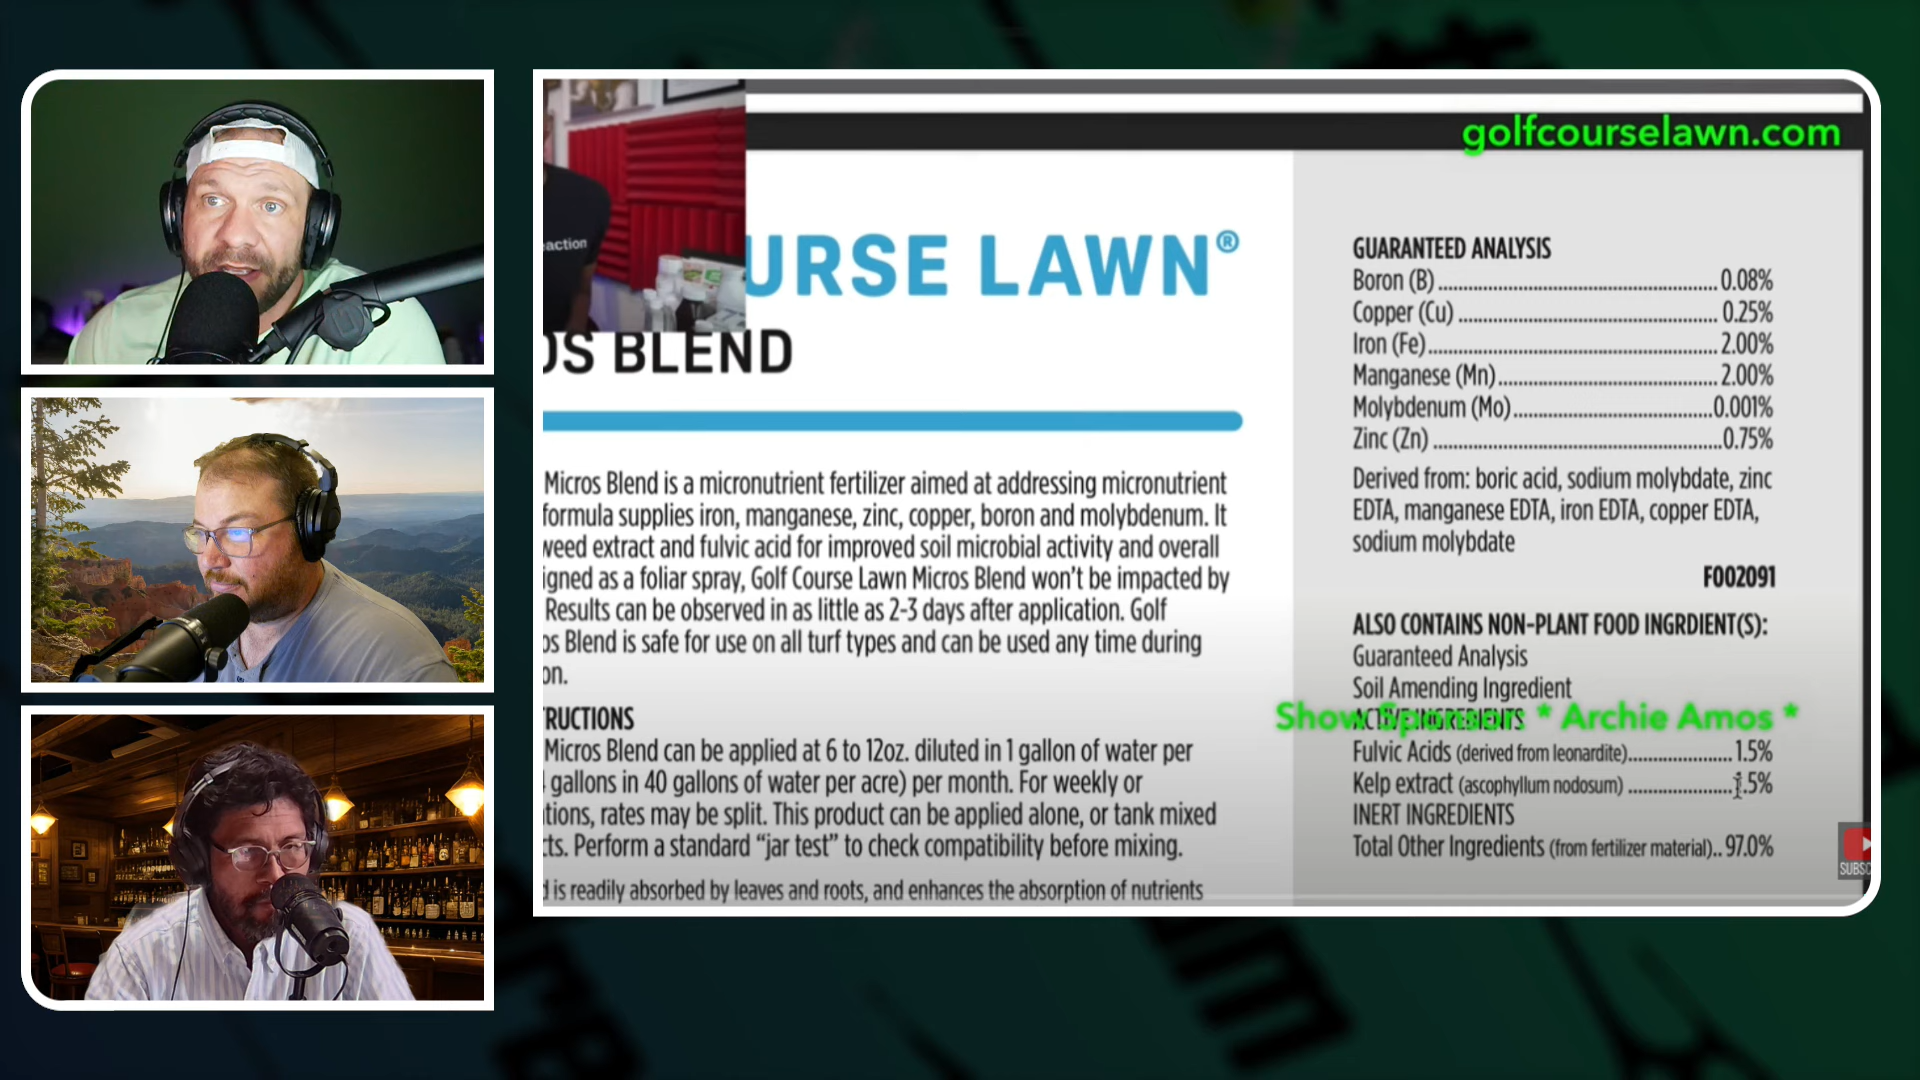 golfcourselawn.com
action
URSE LAWN®
OS BLEND
Micros Blend is a micronutrient fertilizer aimed at addressing micronutrient
formula supplies iron, manganese, zinc, copper, boron and molybdenum. It
weed extract and fulvic acid for improved soil microbial activity and overall
igned as a foliar spray, Golf Course Lawn Micros Blend won't be impacted by
Results can be observed in as little as 2-3 days after application. Golf
os Blend is safe for use on all turf types and can be used any time during
on.
RUCTIONS
Micros Blend can be applied at 6 to 12oz. diluted in 1 gallon of water per
gallons in 40 gallons of water per acre) per month. For weekly or
tions, rates may be split. This product can be applied alone, or tank mixed
cts. Perform a standard “jar test” to check compatibility before mixing.
d is readily absorbed by leaves and roots, and enhances the absorption of nutrients
GUARANTEED ANALYSIS
Boron (B) 0.08%
Copper (Cu) 0.25%
Iron (Fe) 2.00%
Manganese (Mn) 2.00%
Molybdenum (Mo) 0.001%
Zinc (Zn) 0.75%
Derived from: boric acid, sodium molybdate, zinc
EDTA, manganese EDTA, iron EDTA, copper EDTA,
sodium molybdate
F002091
ALSO CONTAINS NON-PLANT FOOD INGRDIENT(S):
Guaranteed Analysis
Soil Amending Ingredient
ACTIVE INGREDIENTS
Show Sponsor: * Archie Amos *
Fulvic Acids (derived from leonardite) 1.5%
Kelp extract (ascophyllum nodosum) 1.5%
INERT INGREDIENTS
Total Other Ingredients (from fertilizer material).. 97.0%